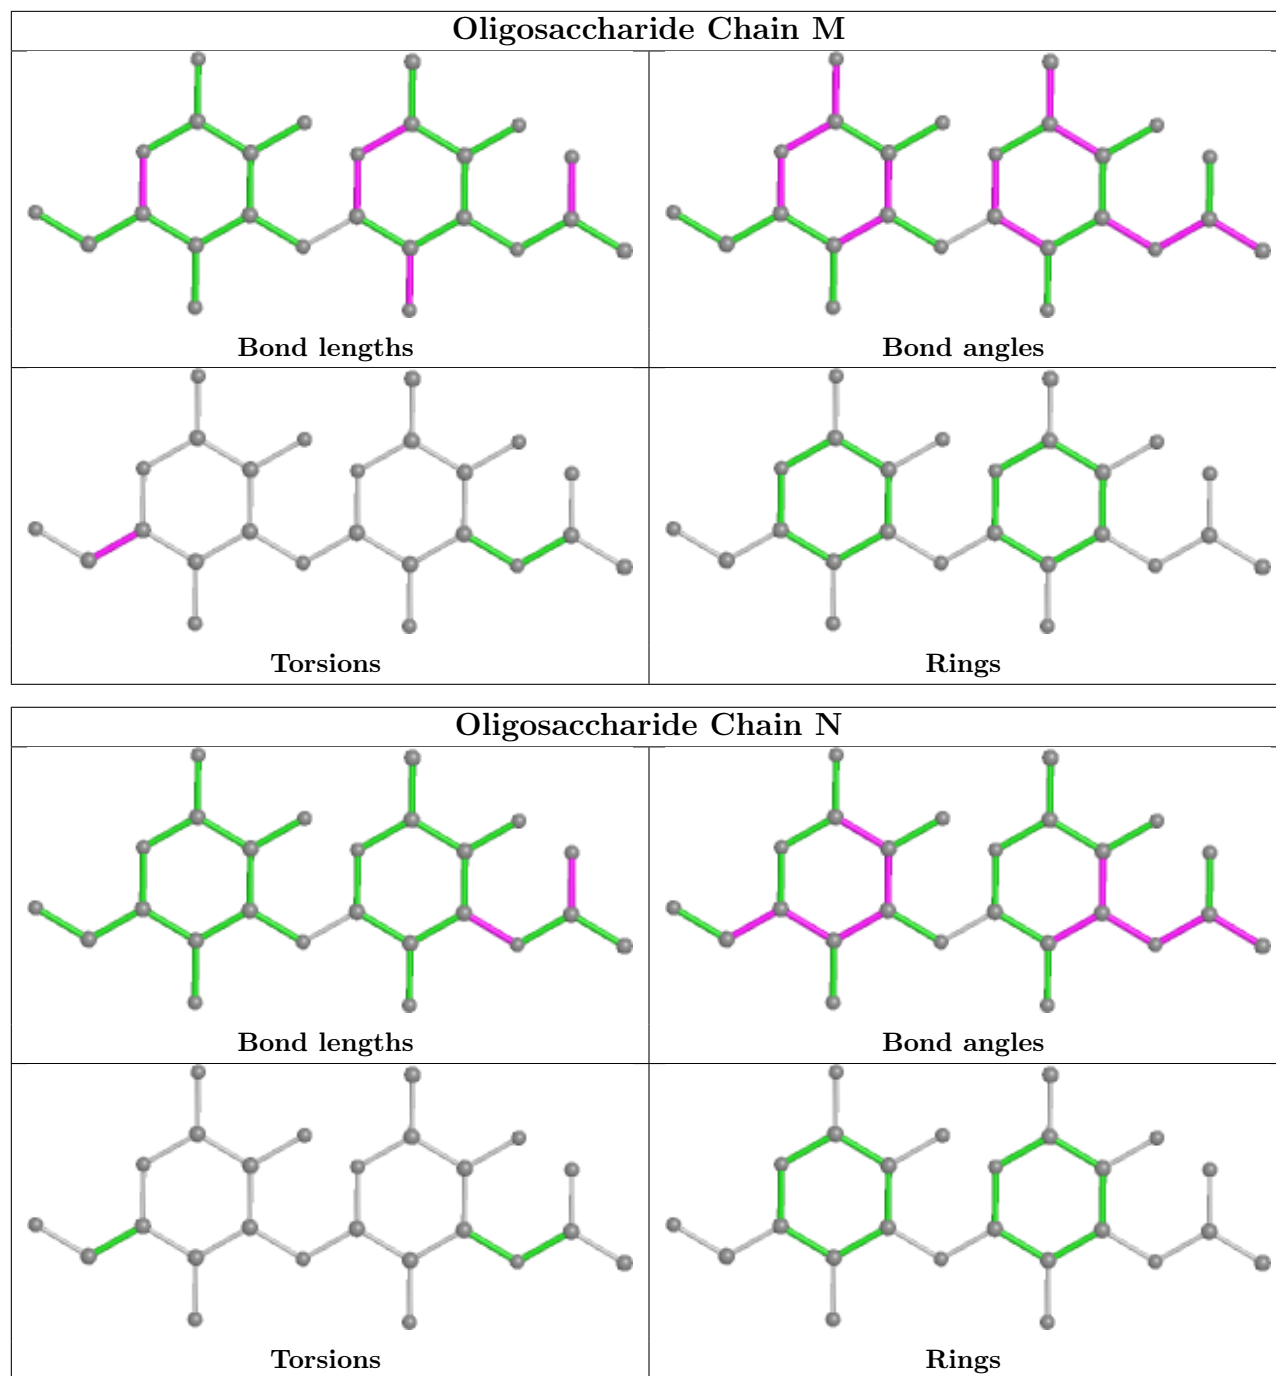 Oligosaccharide Chain M
Bond lengths
Bond angles
Torsions
Rings
Oligosaccharide Chain N
Bond lengths
Bond angles
Torsions
Rings